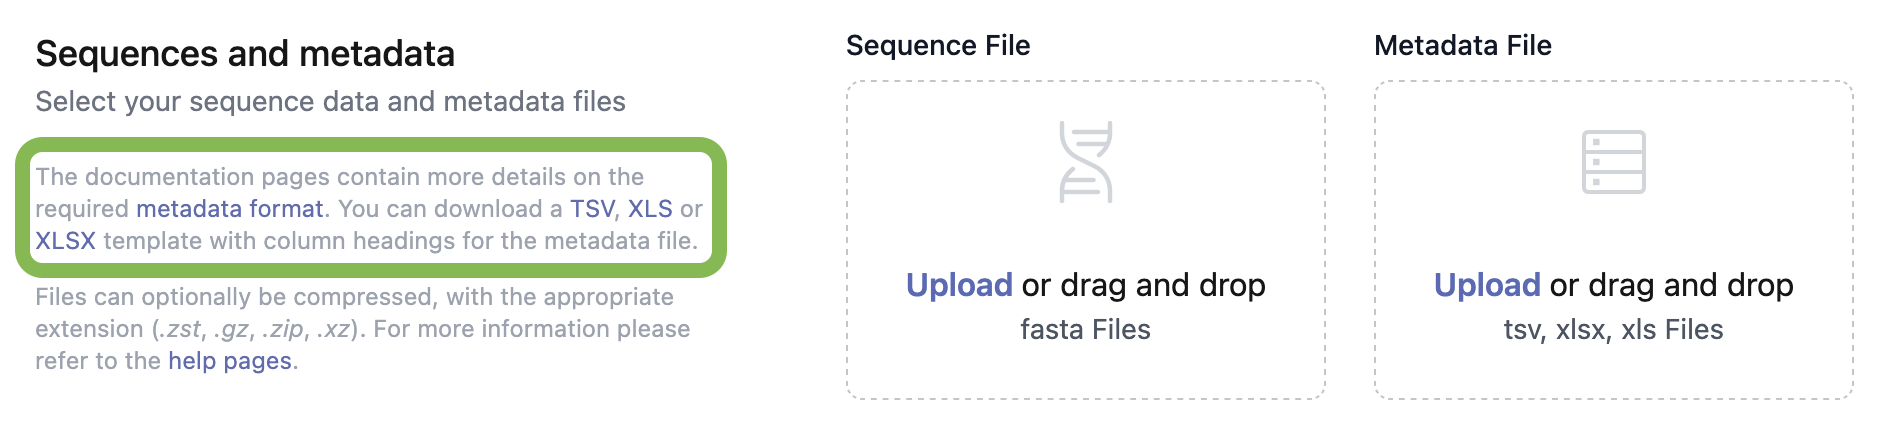 Sequences and metadata
Select your sequence data and metadata files
The documentation pages contain more details on the
required metadata format. You can download a TSV, XLS or
XLSX template with column headings for the metadata file.
Files can optionally be compressed, with the appropriate
extension (.zst, .gz, .zip, .xz). For more information please
refer to the help pages.
Sequence File
Upload or drag and drop
fasta Files
Metadata File
Upload or drag and drop
tsv, xlsx, xls Files